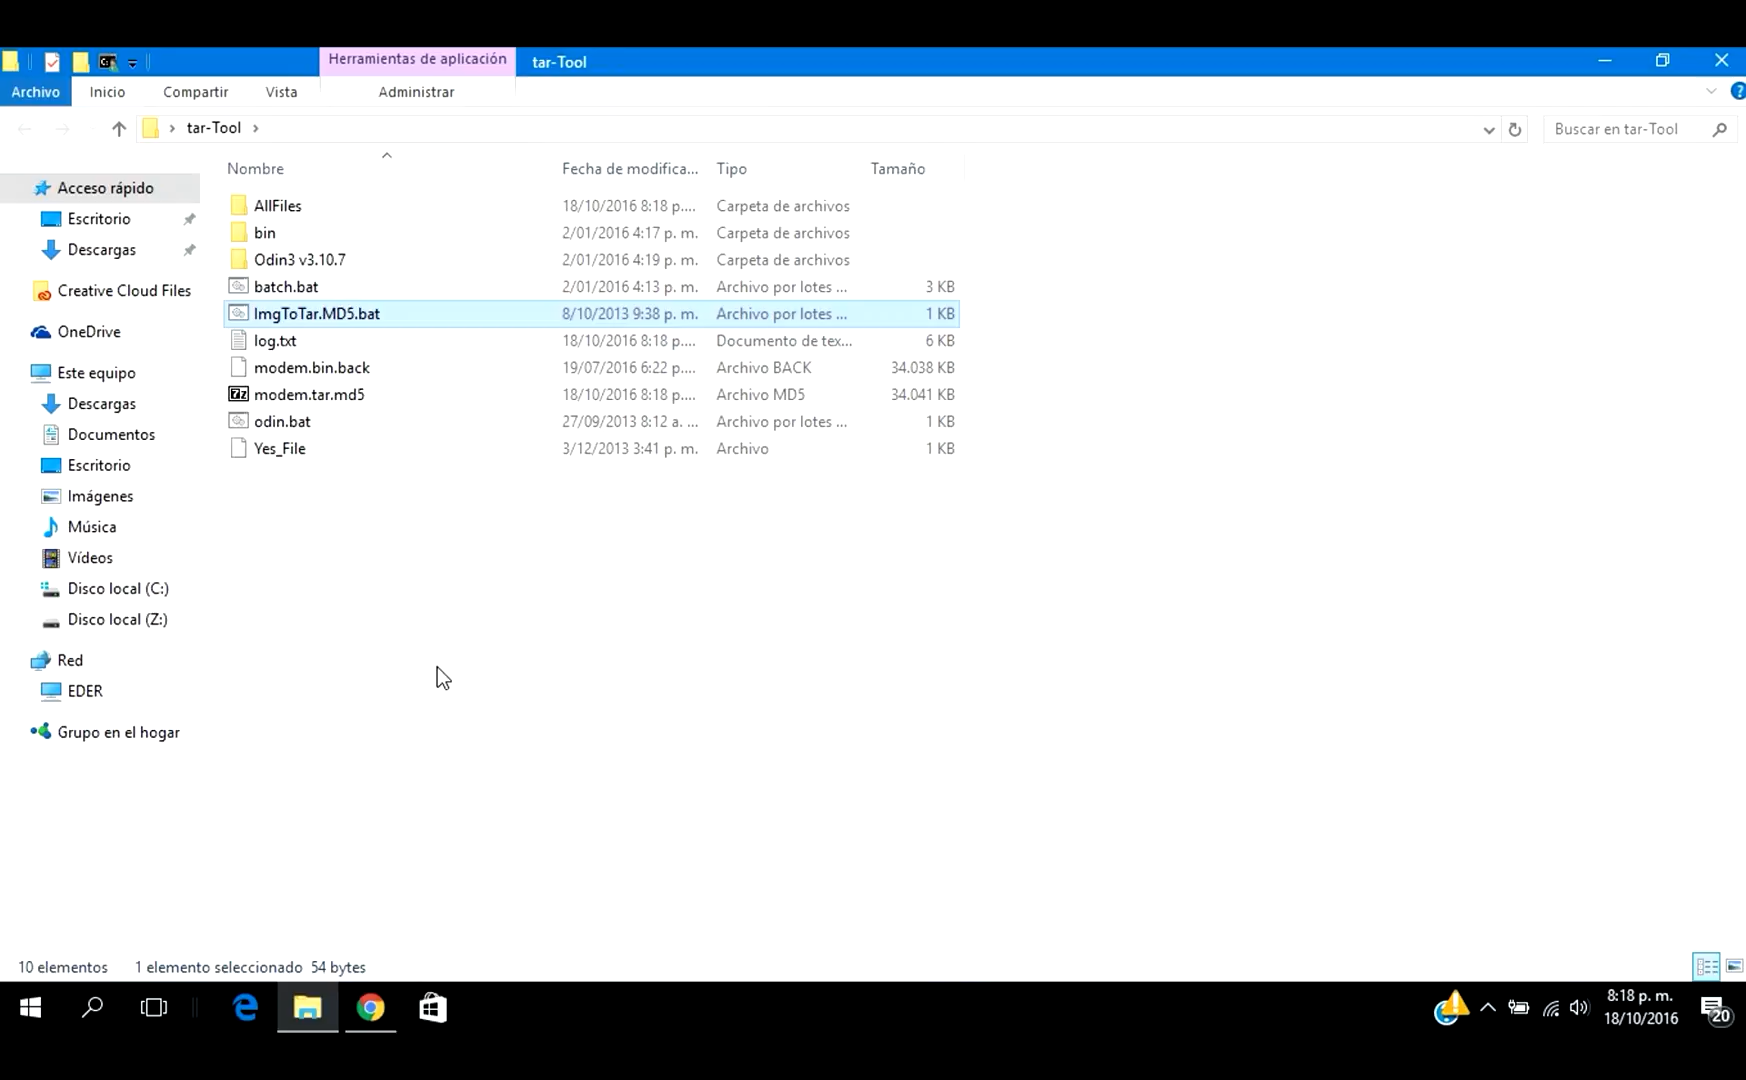 Herramientas de aplicación
tar-Tool
Archivo Inicio Compartir Vista Administrar
tar-Tool
Buscar en tar-Tool
Nombre Fecha de modifica... Tipo Tamaño
Acceso rápido
Escritorio
Descargas
Creative Cloud Files
OneDrive
Este equipo
Descargas
Documentos
Escritorio
Imágenes
Música
Vídeos
Disco local (C:)
Disco local (Z:)
Red
EDER
Grupo en el hogar
AllFiles 18/10/2016 8:18 p.... Carpeta de archivos
bin 2/01/2016 4:17 p. m. Carpeta de archivos
Odin3 v3.10.7 2/01/2016 4:19 p. m. Carpeta de archivos
batch.bat 2/01/2016 4:13 p. m. Archivo por lotes ... 3 KB
ImgToTar.MD5.bat 8/10/2013 9:38 p. m. Archivo por lotes ... 1 KB
log.txt 18/10/2016 8:18 p.... Documento de tex... 6 KB
modem.bin.back 19/07/2016 6:22 p.... Archivo BACK 34.038 KB
modem.tar.md5 18/10/2016 8:18 p.... Archivo MD5 34.041 KB
odin.bat 27/09/2013 8:12 a. ... Archivo por lotes ... 1 KB
Yes_File 3/12/2013 3:41 p. m. Archivo 1 KB
10 elementos 1 elemento seleccionado 54 bytes
8:18 p. m.
18/10/2016
20